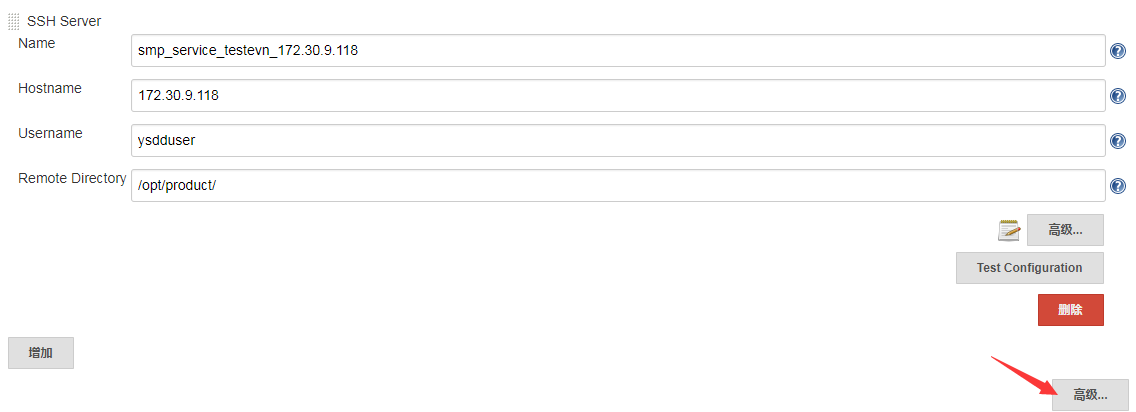 SSH Server
Name
smp_service_testevn_172.30.9.118
Hostname
172.30.9.118
Username
ysdduser
Remote Directory
/opt/product/
高级...
Test Configuration
删除
增加
高级...